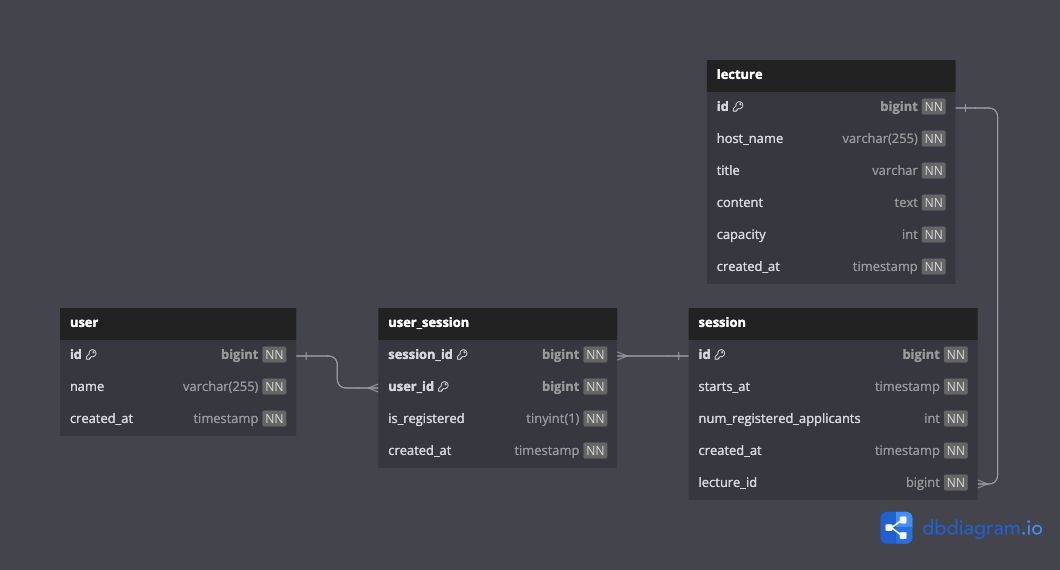 lecture
id bigint NN
host_name varchar(255) NN
title varchar NN
content text NN
capacity int NN
created_at timestamp NN
user
id bigint NN
name varchar(255) NN
created_at timestamp NN
user_session
session_id bigint NN
user_id bigint NN
is_registered tinyint(1) NN
created_at timestamp NN
session
id bigint NN
starts_at timestamp NN
num_registered_applicants int NN
created_at timestamp NN
lecture_id bigint NN
dbdiagram.io